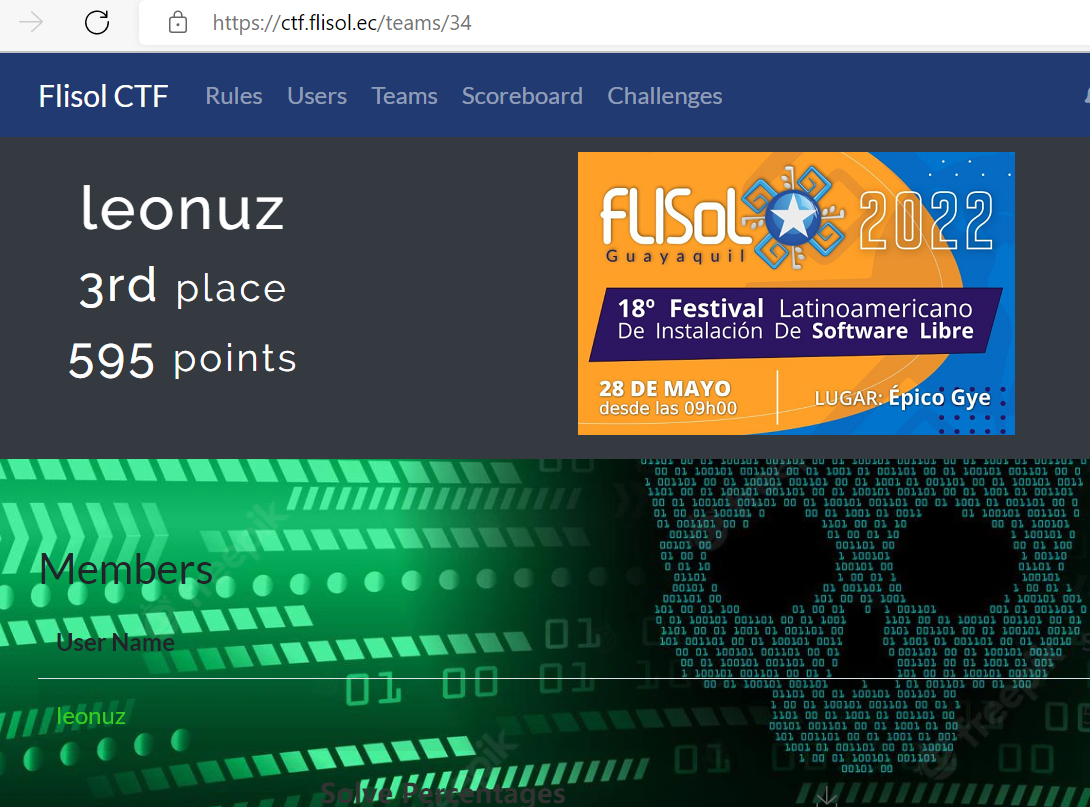 https://ctf.flisol.ec/teams/34
Flisol CTF Rules Users Teams Scoreboard Challenges
leonuz
3rd place
595 points
FLISoL 2022
Guayaquil
18º Festival Latinoamericano
De Instalación De Software Libre
28 DE MAYO
desde las 09h00
LUGAR: Épico Gye
Members
User Name
leonuz
Solve Percentages